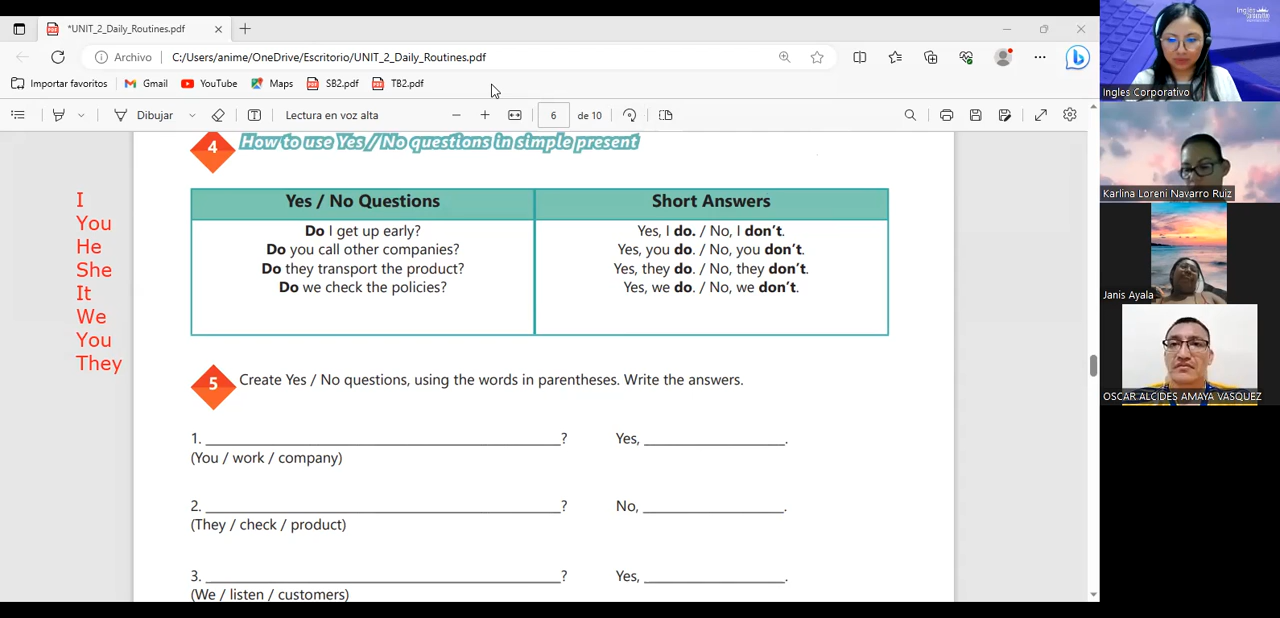 *UNIT_2_Daily_Routines.pdf
Archivo C:/Users/anime/OneDrive/Escritorio/UNIT_2_Daily_Routines.pdf
Importar favoritos Gmail YouTube Maps SB2.pdf TB2.pdf
Dibujar Lectura en voz alta 6 de 10
4 How to use Yes / No questions in simple present
I
You
He
She
It
We
You
They
Yes / No Questions Short Answers
Do I get up early? Yes, I do. / No, I don't.
Do you call other companies? Yes, you do. / No, you don't.
Do they transport the product? Yes, they do. / No, they don't.
Do we check the policies? Yes, we do. / No, we don't.
5 Create Yes / No questions, using the words in parentheses. Write the answers.
1. ______________________? Yes, ______________.
(You / work / company)
2. ______________________? No, ______________.
(They / check / product)
3. ______________________? Yes, ______________.
(We / listen / customers)
Ingles Corporativo
Karlina Loreni Navarro Ruiz
Janis Ayala
OSCAR ALCIDES AMAYA VASQUEZ